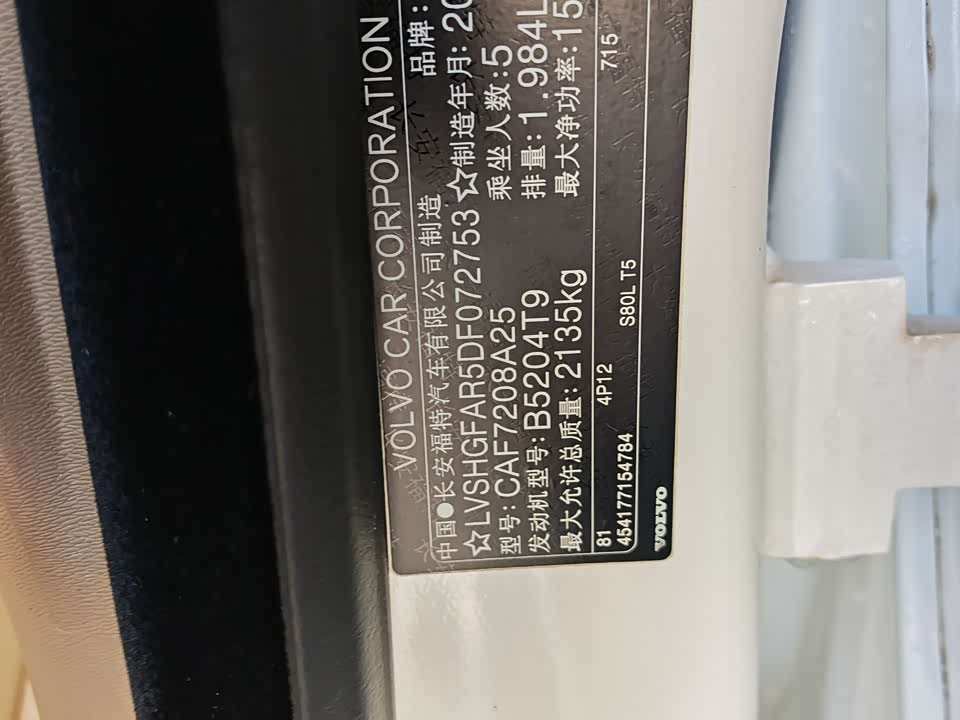 VOLVO CAR CORPORATION
中国●长安福特汽车有限公司制造 品牌:
☆LVSHGFAR5DF072753☆制造年月:20
型号:CAF7208A25 乘坐人数:5
发动机型号:B5204T9 排量:1.984L
最大允许总质量:2135kg 最大净功率:15
81 4P12 715
454177154784 S80L T5
VOLVO